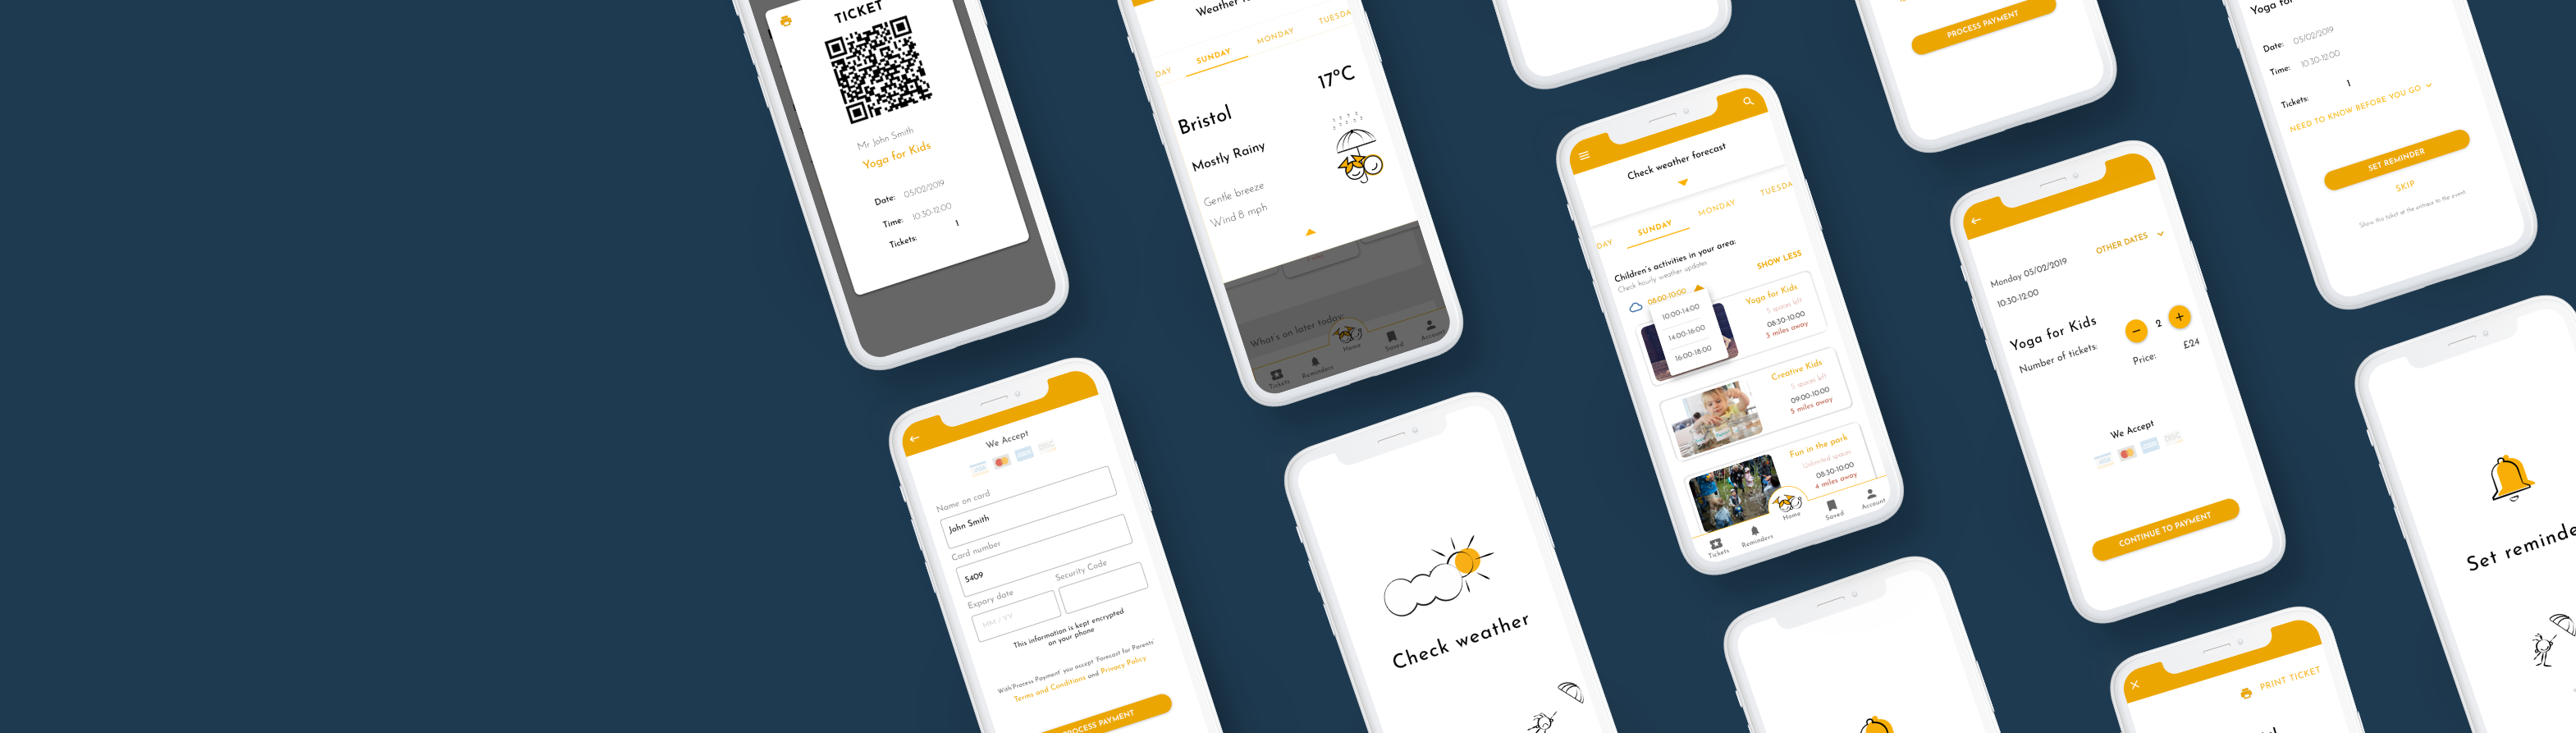 TICKET
Mr John Smith
Yoga for Kids
Date: 05/02/2019
Time: 10:30-12:00
Tickets: 1
We Accept
VISA
Name on card
John Smith
Card number
5409
Expory date
Security Code
MM / YY
This information is kept encrypted
on your phone
With 'Process Payment' you accept 'Forecast for Parents'
Terms and Conditions and Privacy Policy
PROCESS PAYMENT
Weather
DAY SUNDAY MONDAY TUESDA
17°C
Bristol
Mostly Rainy
Gentle breeze
Wind 8 mph
What's on later today:
Tickets Reminders Home Saved Account
Check weather
Check weather forecast
DAY SUNDAY MONDAY TUESDA
Children's activities in your area:
Check hourly weather updates
SHOW LESS
08:00-10:00
10:00-14:00
14:00-16:00
16:00-18:00
Yoga for Kids
5 spaces left
08:30-10:00
3 miles away
Creative Kids
5 spaces left
09:00-10:00
5 miles away
Fun in the park
Unlimited spaces
08:30-10:00
4 miles away
Tickets Reminders Home Saved Account
PROCESS PAYMENT
OTHER DATES
Monday 05/02/2019
10:30-12:00
Yoga for Kids
Number of tickets: 2
Price: £24
We Accept
VISA
CONTINUE TO PAYMENT
PRINT TICKET
Yoga for
Date: 05/02/2019
Time: 10:30-12:00
Tickets: 1
NEED TO KNOW BEFORE YOU GO
SET REMINDER
SKIP
Show this ticket at the entrance to the event
Set reminde